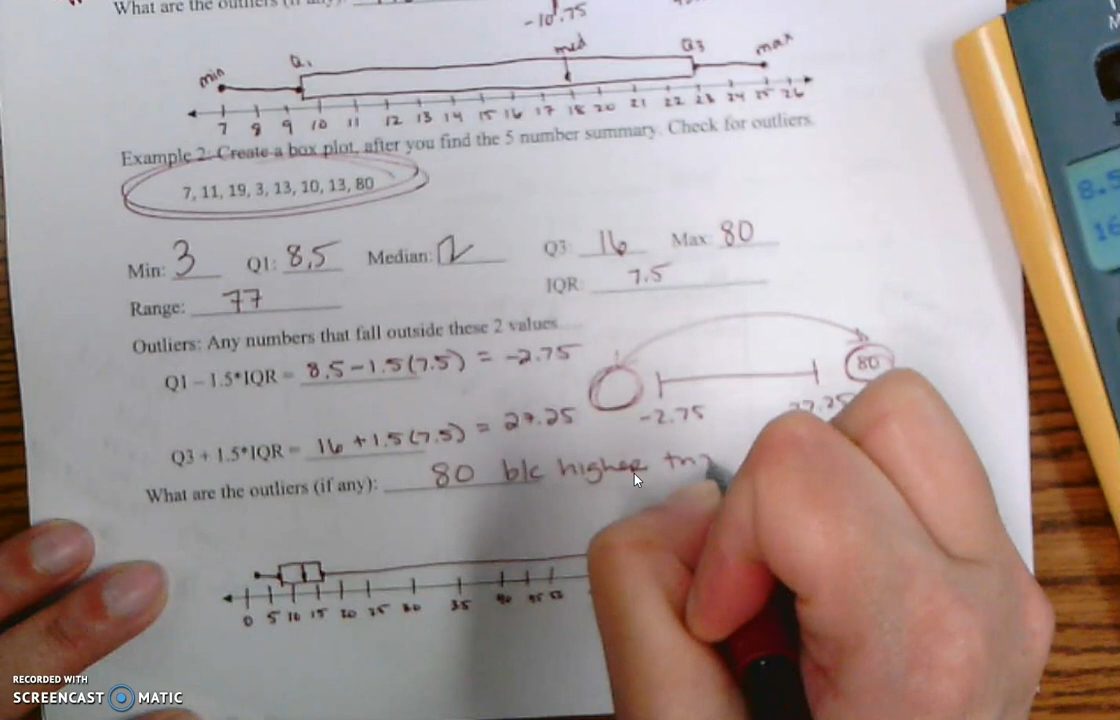 What are the outliers (if any):
-10.75
min Q1 med Q3 max
7 8 9 10 11 12 13 14 15 16 17 18 20 21 22 23 24 25 26
Example 2: Create a box plot, after you find the 5 number summary. Check for outliers.
7, 11, 19, 3, 13, 10, 13, 80
Min: 3 Q1: 8.5 Median: 12 Q3: 16 Max: 80
Range: 77 IQR: 7.5
Outliers: Any numbers that fall outside these 2 values
Q1 – 1.5*IQR = 8.5 - 1.5(7.5) = -2.75
80
-2.75 27.25
Q3 + 1.5*IQR = 16 + 1.5(7.5) = 27.25
What are the outliers (if any): 80 b/c higher
0 5 10 15 20 25 30 35 40 45 50
8.5
16
RECORDED WITH
SCREENCAST MATIC